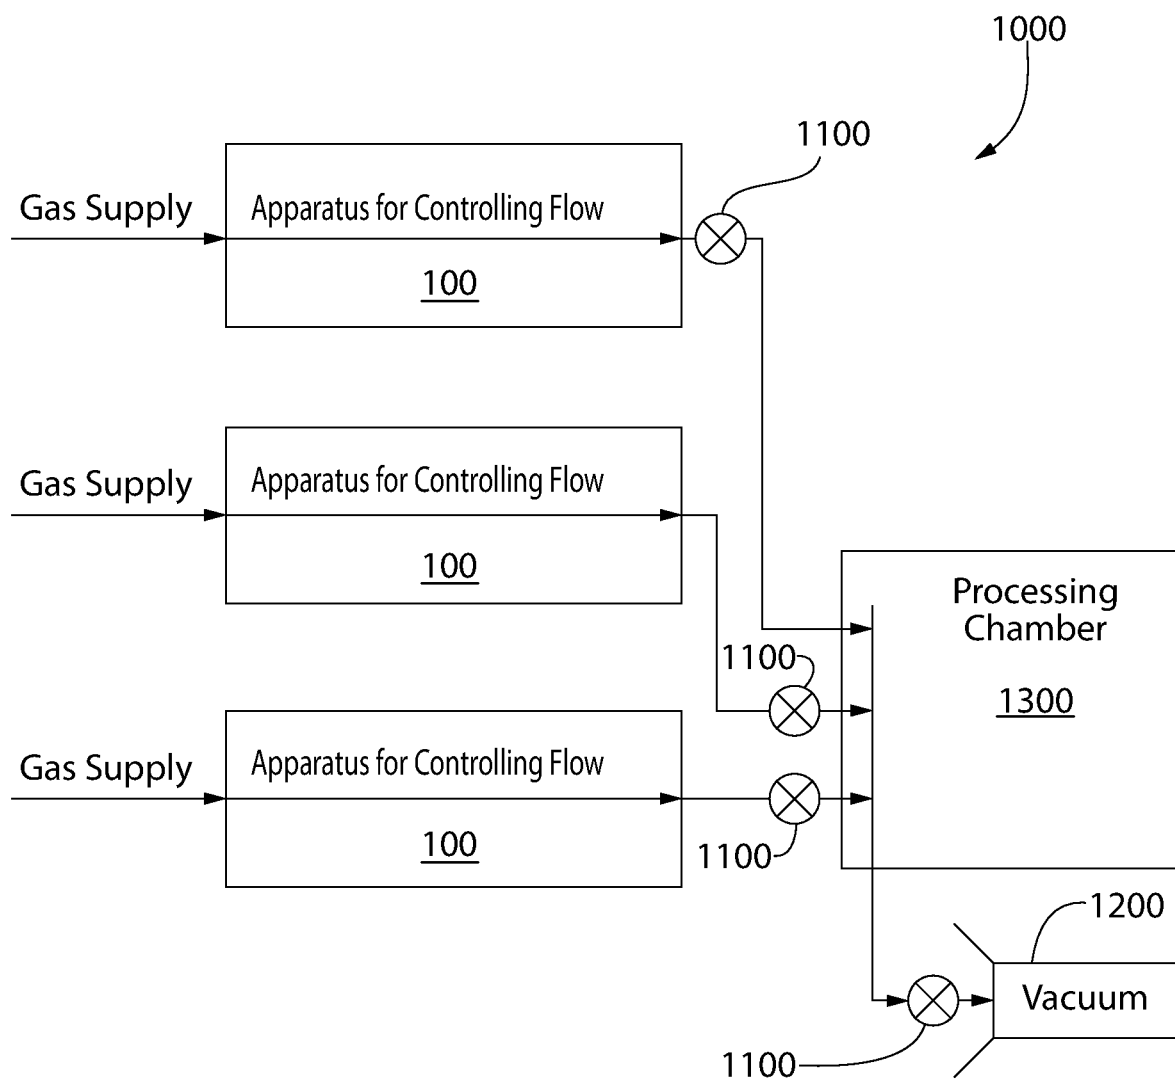 1000
1100
Gas Supply
Apparatus for Controlling Flow
100
Gas Supply
Apparatus for Controlling Flow
100
Processing
Chamber
1300
1100
Gas Supply
Apparatus for Controlling Flow
100
1100
1200
Vacuum
1100